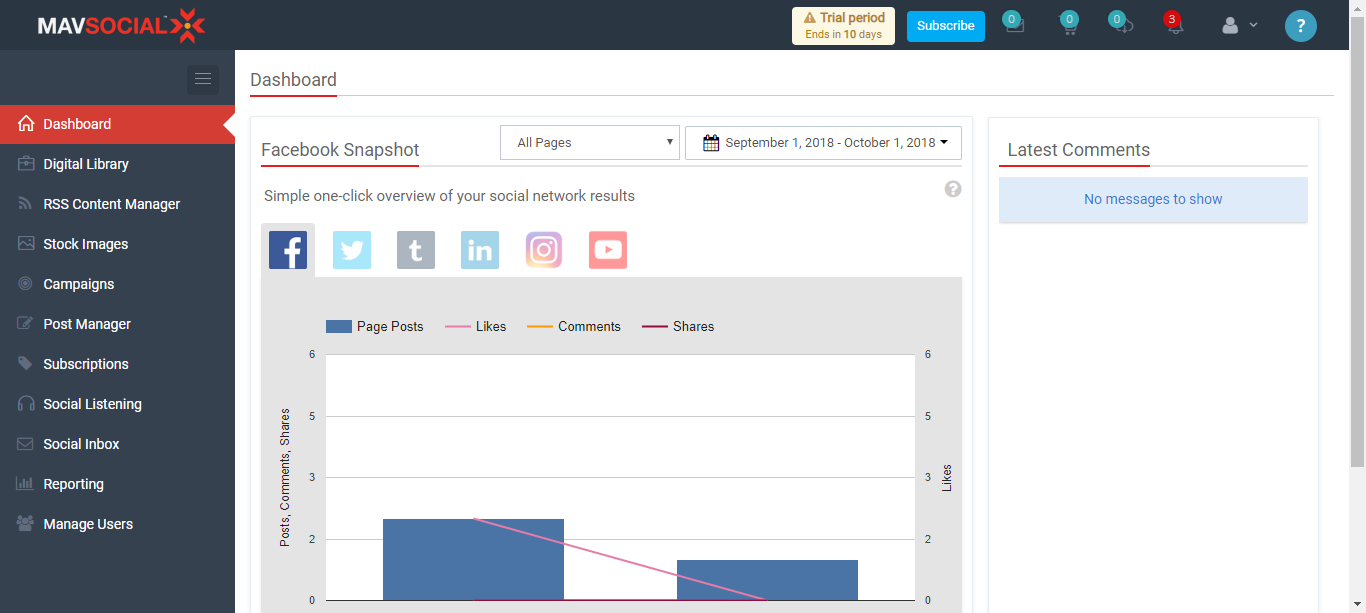 MAVSOCIAL™
Trial period
Ends in 10 days
Subscribe
0
0
0
3
?
Dashboard
Digital Library
RSS Content Manager
Stock Images
Campaigns
Post Manager
Subscriptions
Social Listening
Social Inbox
Reporting
Manage Users
Dashboard
Facebook Snapshot
All Pages
September 1, 2018 - October 1, 2018
Simple one-click overview of your social network results
?
f
t
in
Page Posts
Likes
Comments
Shares
6
5
3
2
0
Posts, Comments, Shares
6
5
3
2
0
Likes
Latest Comments
No messages to show